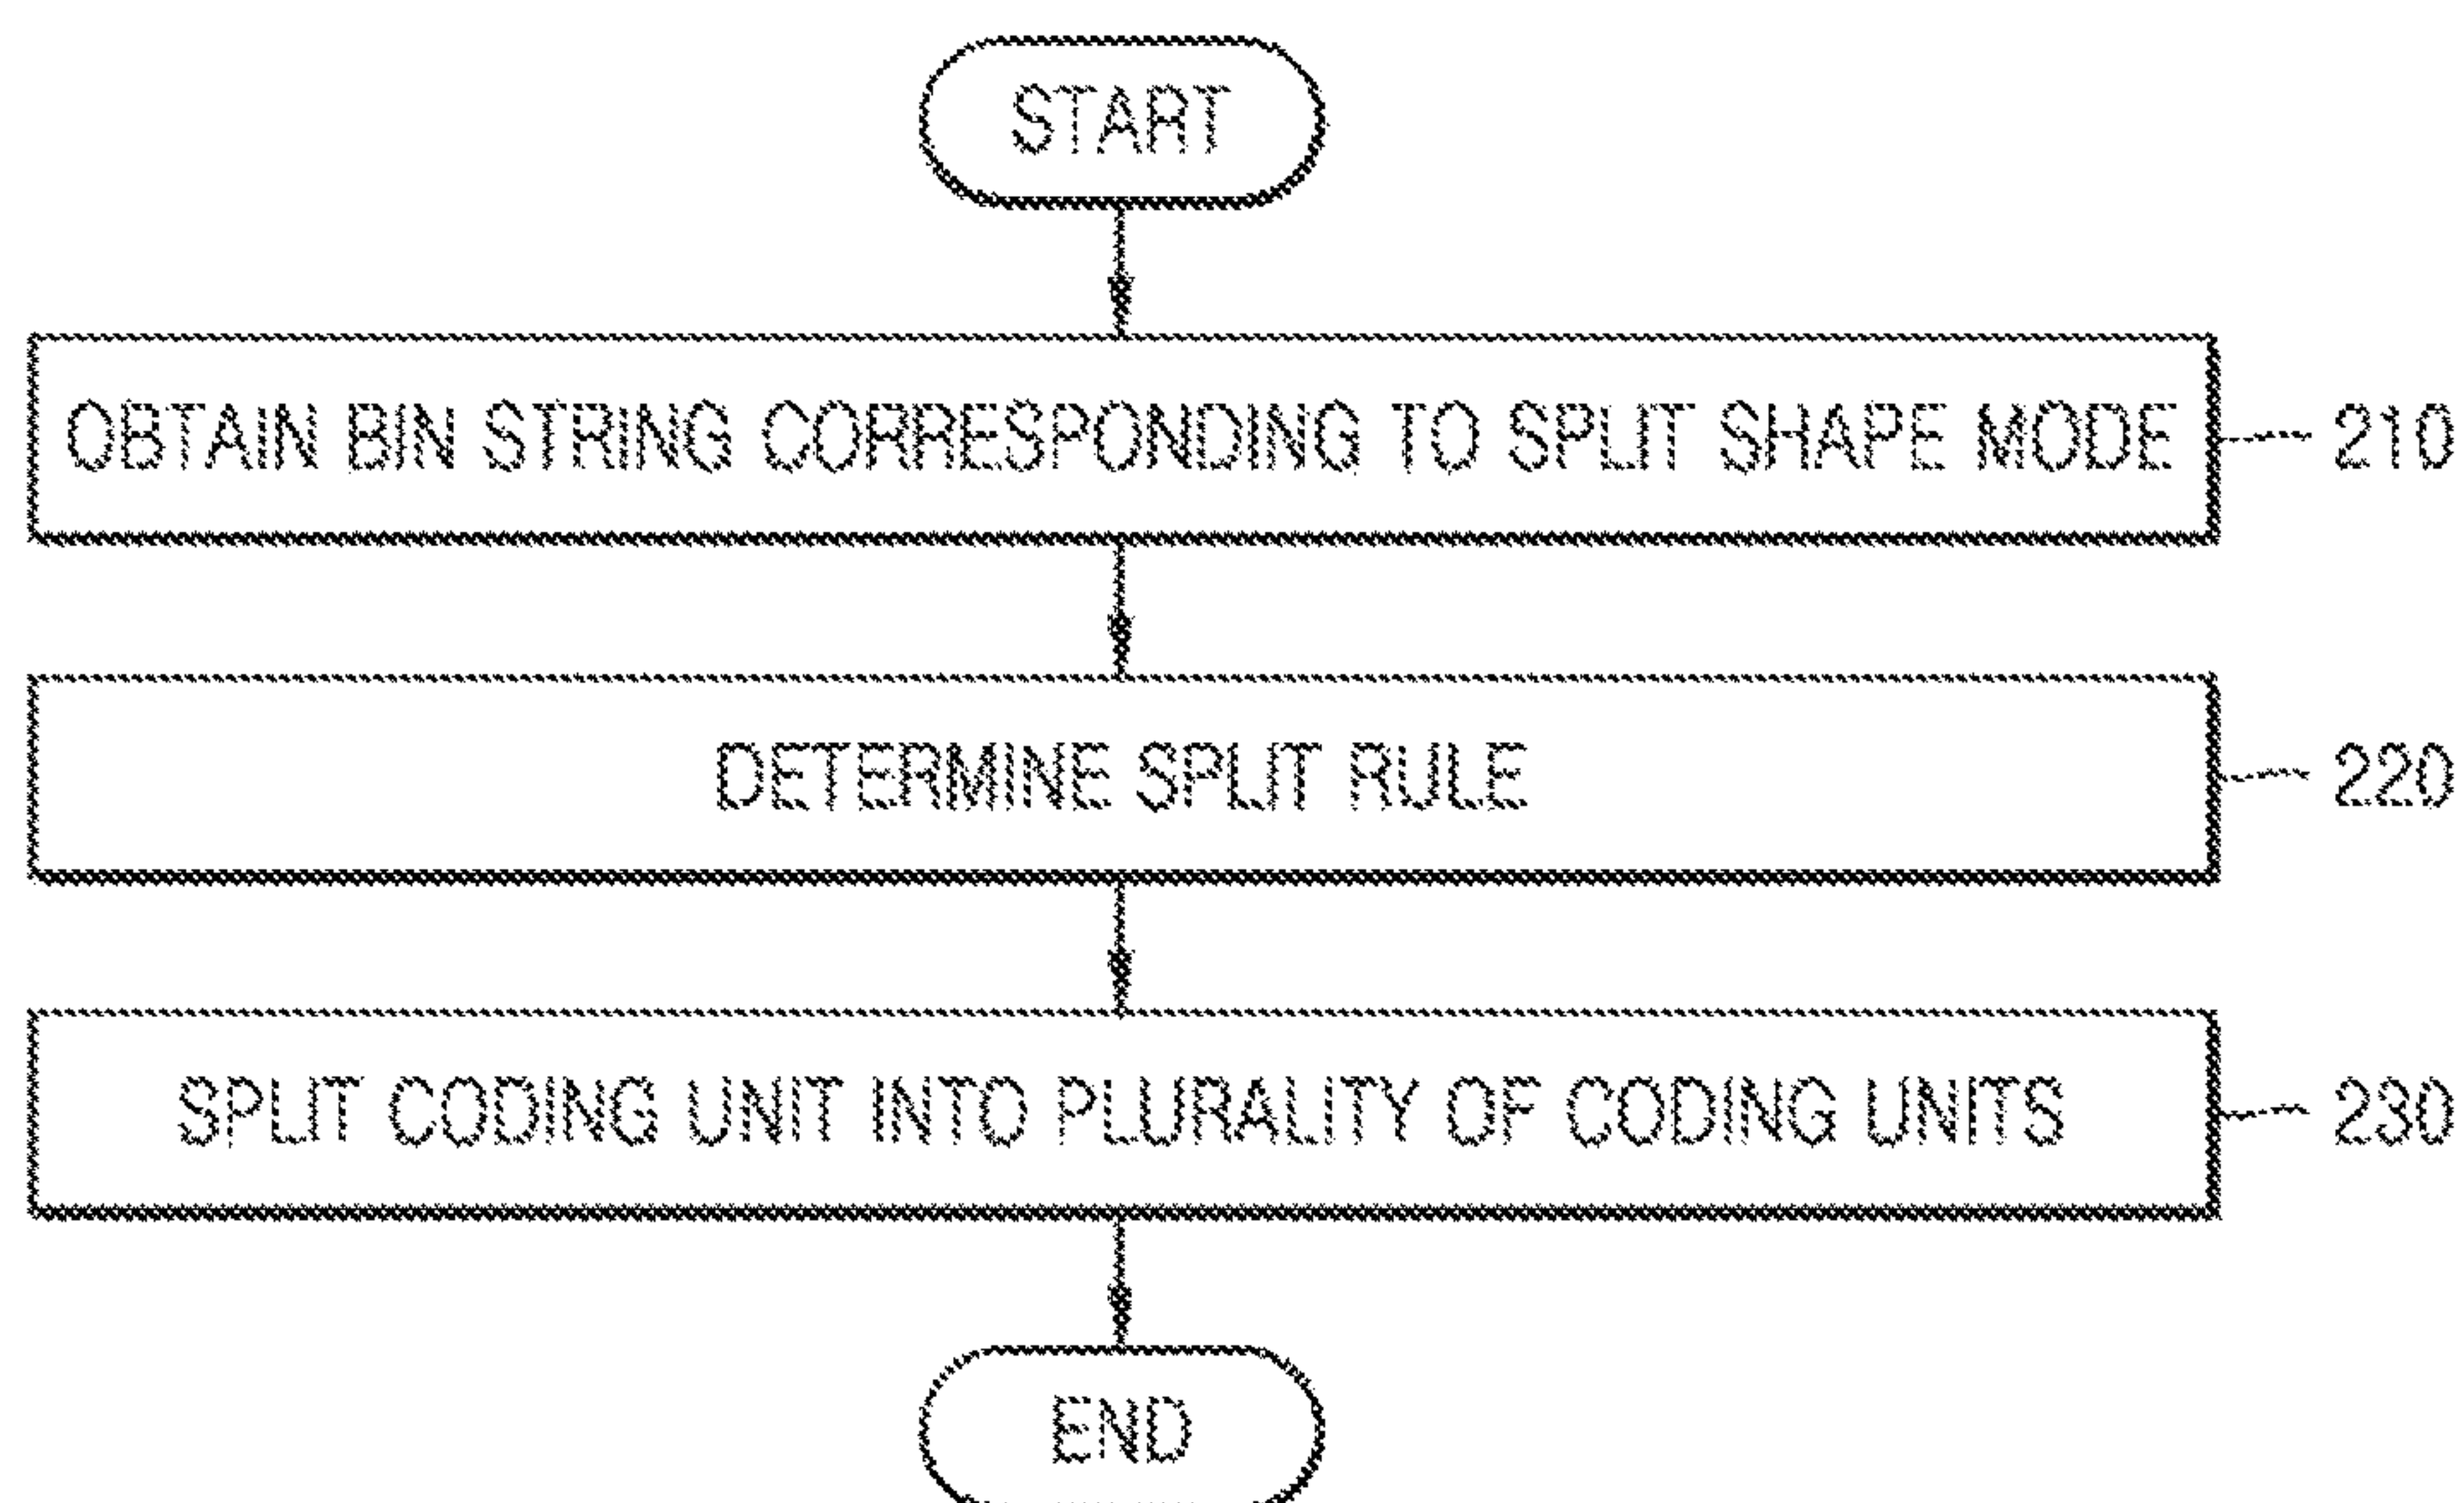 START
OBTAIN BIN STRING CORRESPONDING TO SPLIT SHAPE MODE 210
DETERMINE SPLIT RULE 220
SPLIT CODING UNIT INTO PLURALITY OF CODING UNITS 230
END